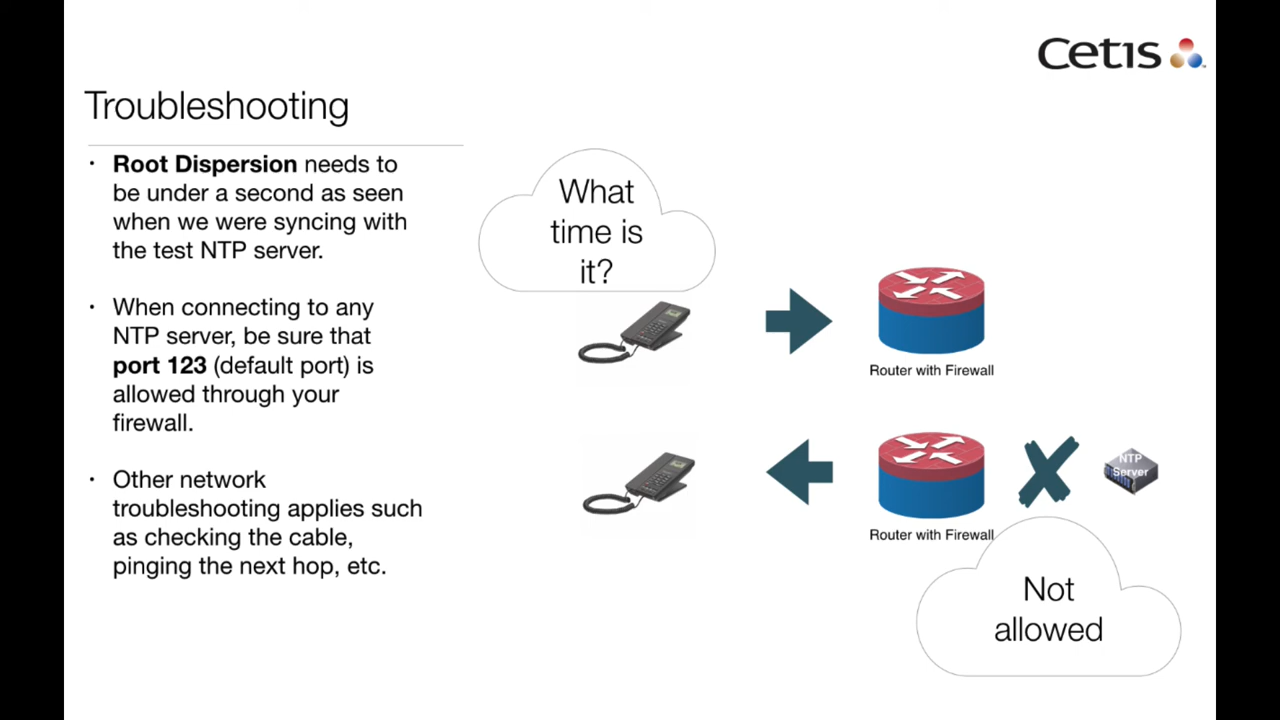 Cetis
Troubleshooting
• Root Dispersion needs to
be under a second as seen
when we were syncing with
the test NTP server.
• When connecting to any
NTP server, be sure that
port 123 (default port) is
allowed through your
firewall.
• Other network
troubleshooting applies such
as checking the cable,
pinging the next hop, etc.
What
time is
it?
Router with Firewall
NTP
Server
Router with Firewall
Not
allowed